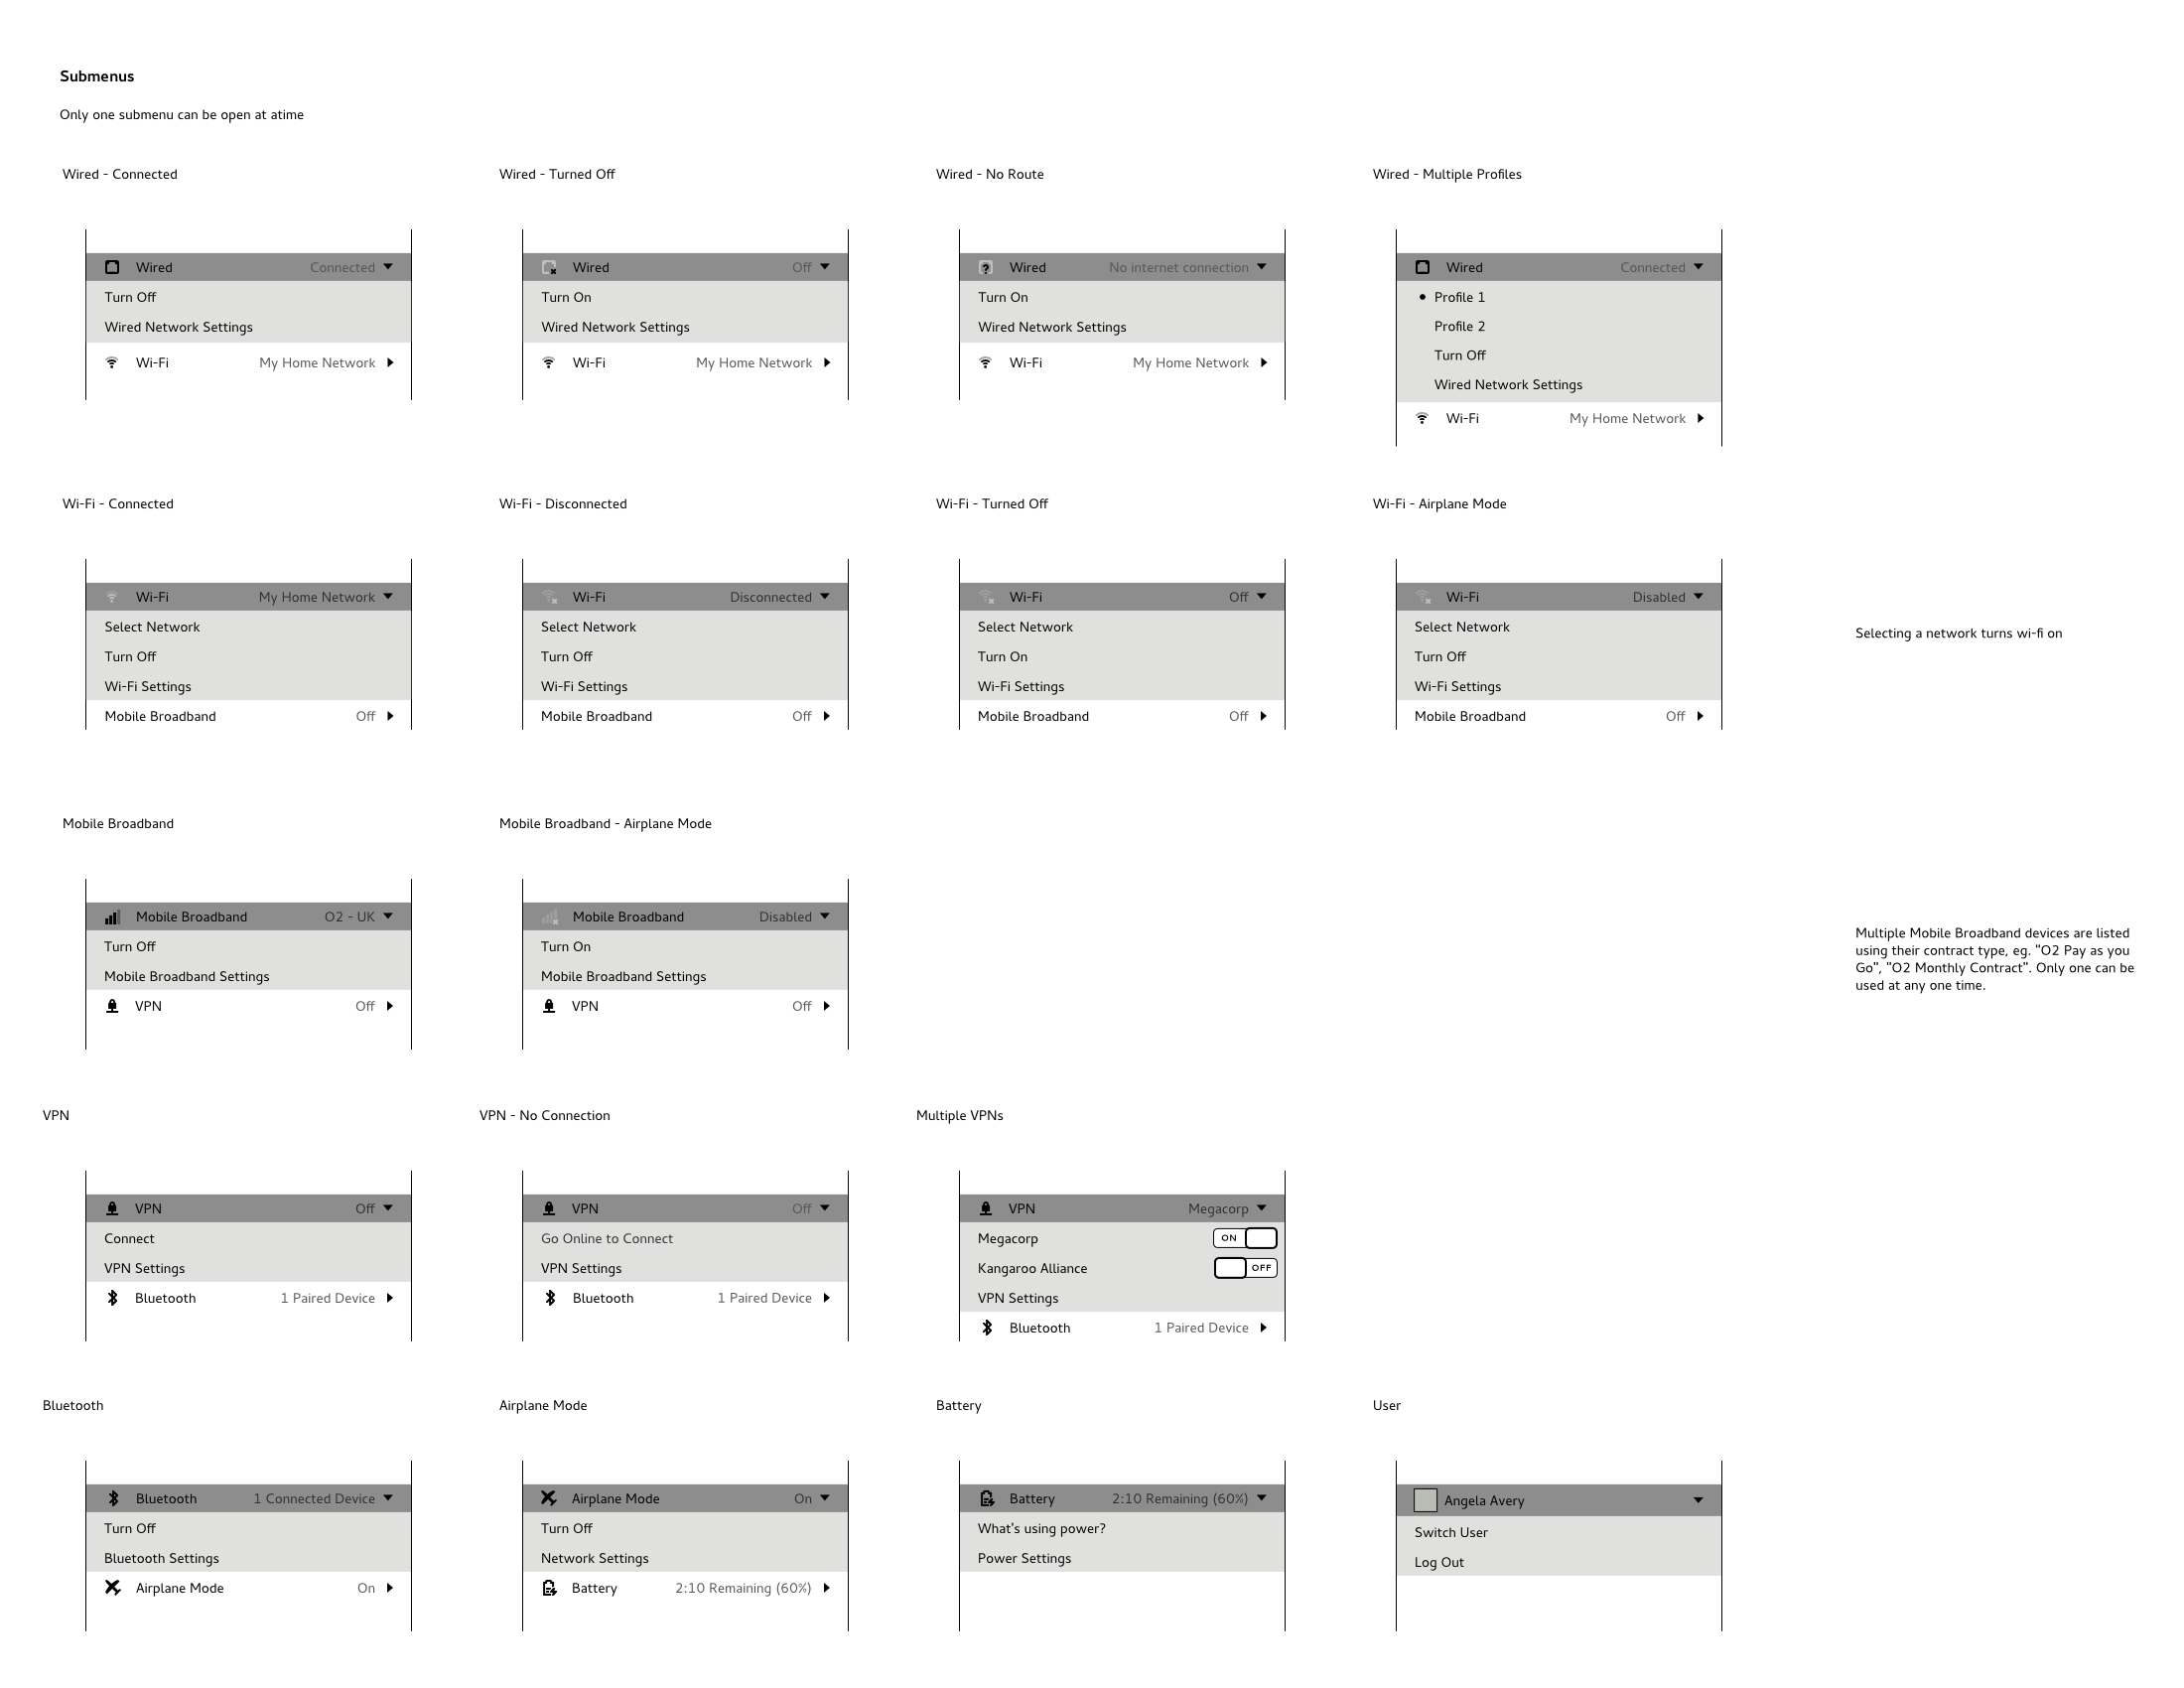 Submenus
Only one submenu can be open at atime
Wired - Connected
Wired Connected
Turn Off
Wired Network Settings
Wi-Fi My Home Network
Wired - Turned Off
Wired Off
Turn On
Wired Network Settings
Wi-Fi My Home Network
Wired - No Route
Wired No internet connection
Turn On
Wired Network Settings
Wi-Fi My Home Network
Wired - Multiple Profiles
Wired Connected
Profile 1
Profile 2
Turn Off
Wired Network Settings
Wi-Fi My Home Network
Wi-Fi - Connected
Wi-Fi My Home Network
Select Network
Turn Off
Wi-Fi Settings
Mobile Broadband Off
Wi-Fi - Disconnected
Wi-Fi Disconnected
Select Network
Turn Off
Wi-Fi Settings
Mobile Broadband Off
Wi-Fi - Turned Off
Wi-Fi Off
Select Network
Turn On
Wi-Fi Settings
Mobile Broadband Off
Wi-Fi - Airplane Mode
Wi-Fi Disabled
Select Network
Turn Off
Wi-Fi Settings
Mobile Broadband Off
Selecting a network turns wi-fi on
Mobile Broadband
Mobile Broadband O2 - UK
Turn Off
Mobile Broadband Settings
VPN Off
Mobile Broadband - Airplane Mode
Mobile Broadband Disabled
Turn On
Mobile Broadband Settings
VPN Off
Multiple Mobile Broadband devices are listed
using their contract type, eg. "O2 Pay as you
Go", "O2 Monthly Contract". Only one can be
used at any one time.
VPN
VPN Off
Connect
VPN Settings
Bluetooth 1 Paired Device
VPN - No Connection
VPN Off
Go Online to Connect
VPN Settings
Bluetooth 1 Paired Device
Multiple VPNs
VPN Megacorp
Megacorp ON
Kangaroo Alliance OFF
VPN Settings
Bluetooth 1 Paired Device
Bluetooth
Bluetooth 1 Connected Device
Turn Off
Bluetooth Settings
Airplane Mode On
Airplane Mode
Airplane Mode On
Turn Off
Network Settings
Battery 2:10 Remaining (60%)
Battery
Battery 2:10 Remaining (60%)
What's using power?
Power Settings
User
Angela Avery
Switch User
Log Out